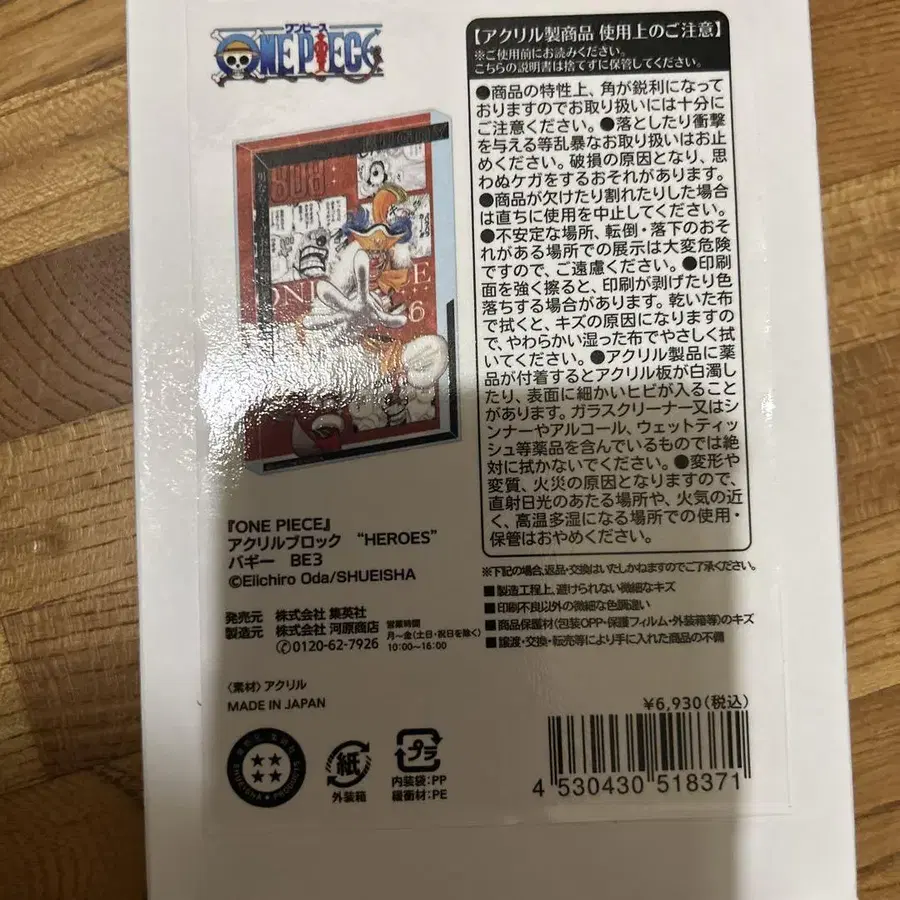 ワンピース
ONE PIECE
808
ONE
E
6
『ONE PIECE』
アクリルブロック “HEROES”
バギー BE3
©Eiichiro Oda/SHUEISHA
発売元 株式会社 集英社
製造元 株式会社 河原商店
0120-62-7926
営業時間
月～金(土日・祝日を除く)
10:00～16:00
〈素材〉アクリル
MADE IN JAPAN
SHUEISHA PRODUCTS
紙
外装箱
プラ
内装袋:PP
緩衝材:PE
【アクリル製商品 使用上のご注意】
※ご使用前にお読みください。
こちらの説明書は捨てずに保管してください。
●商品の特性上、角が鋭利になって
おりますのでお取り扱いには十分に
ご注意ください。●落としたり衝撃
を与える等乱暴なお取り扱いはお止
めください。破損の原因となり、思
わぬケガをするおそれがあります。
●商品が欠けたり割れたりした場合
は直ちに使用を中止してください。
●不安定な場所、転倒・落下のおそ
れがある場所での展示は大変危険
ですので、ご遠慮ください。●印刷
面を強く擦ると、印刷が剥げたり色
落ちする場合があります。乾いた布
で拭くと、キズの原因になりますの
で、やわらかい湿った布でやさしく拭
いてください。●アクリル製品に薬
品が付着するとアクリル板が白濁し
たり、表面に細かいヒビが入ること
があります。ガラスクリーナー又はシ
ンナーやアルコール、ウェットティッ
シュ等薬品を含んでいるものでは絶
対に拭かないでください。●変形や
変質、火災の原因となりますので、
直射日光のあたる場所や、火気の近
く、高温多湿になる場所での使用・
保管はおやめください。
※下記の場合、返品・交換はいたしかねますのでご了承ください。
■製造工程上、避けられない微細なキズ
■印刷不良以外の微細な色調違い
■商品保護材(包装OPP・保護フィルム・外装箱等)のキズ
■譲渡・交換・転売等により手に入れた商品の不備
¥6,930(税込)
4 530430 518371